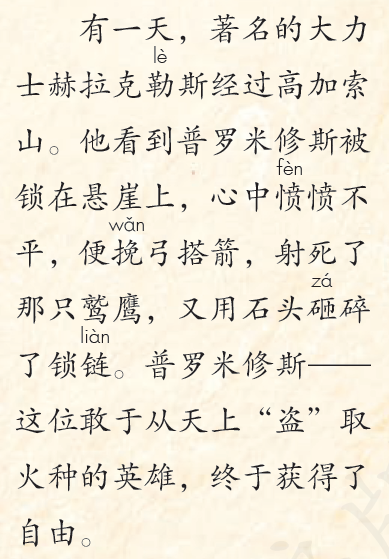 有一天，著名的大力
lè
士赫拉克勒斯经过高加索
山。他看到普罗米修斯被
fèn
锁在悬崖上，心中愤愤不
wǎn
平，便挽弓搭箭，射死了
zá
那只鹫鹰，又用石头砸碎
liàn
了锁链。普罗米修斯——
这位敢于从天上“盗”取
火种的英雄，终于获得了
自由。